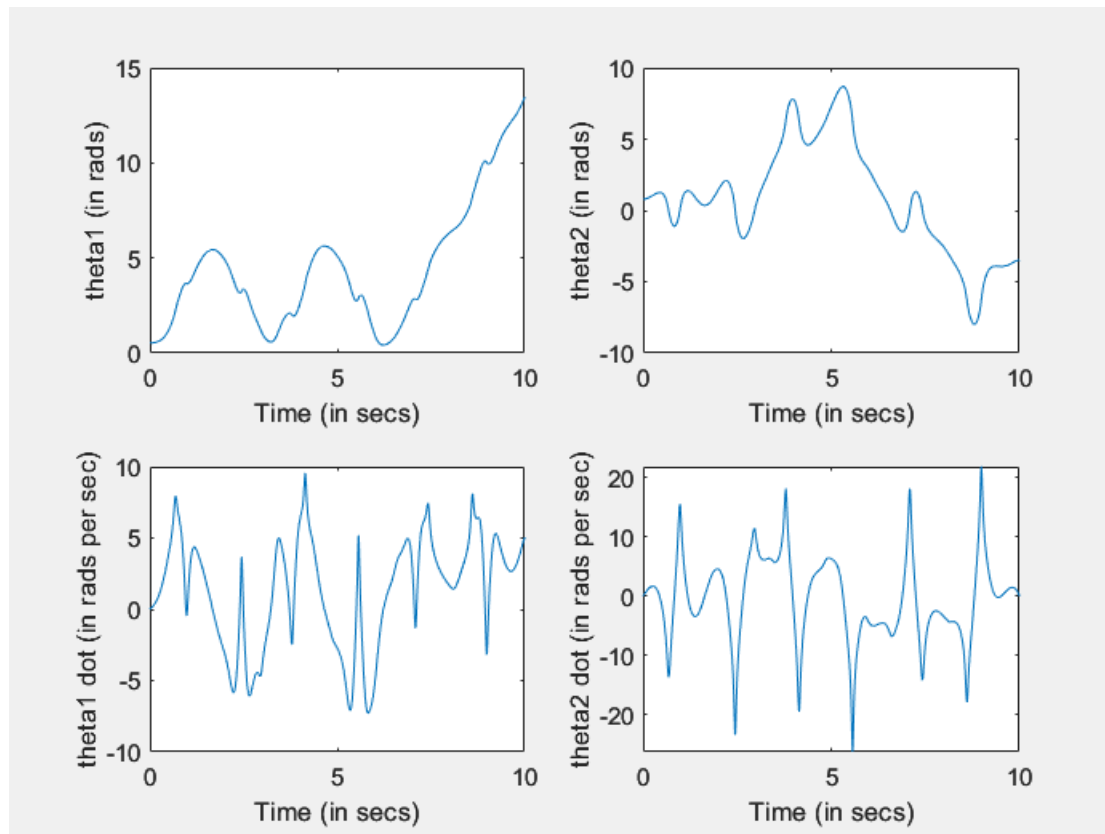 15
10
5
0
theta1 (in rads)
0 5 10
Time (in secs)
10
5
0
-5
-10
theta2 (in rads)
0 5 10
Time (in secs)
10
5
0
-5
-10
theta1 dot (in rads per sec)
0 5 10
Time (in secs)
20
10
0
-10
-20
theta2 dot (in rads per sec)
0 5 10
Time (in secs)